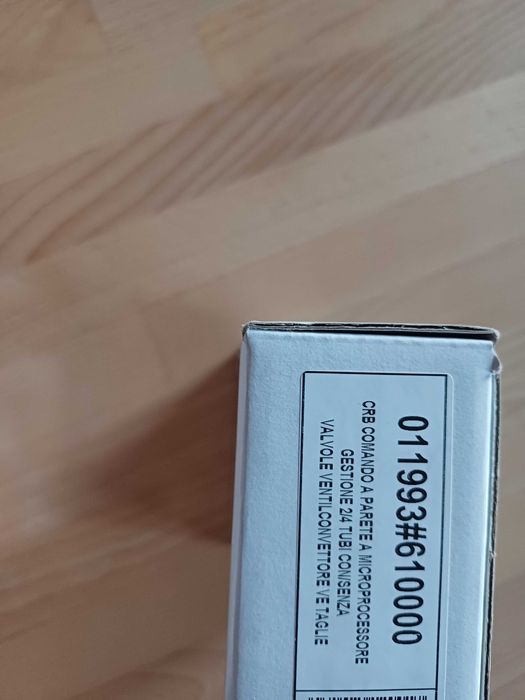 011993#610000
CRB COMANDO A PARETE A MICROPROCESSORE
GESTIONE 2/4 TUBI CON/SENZA
VALVOLE VENTILCONVETTORE VE TAGLIE